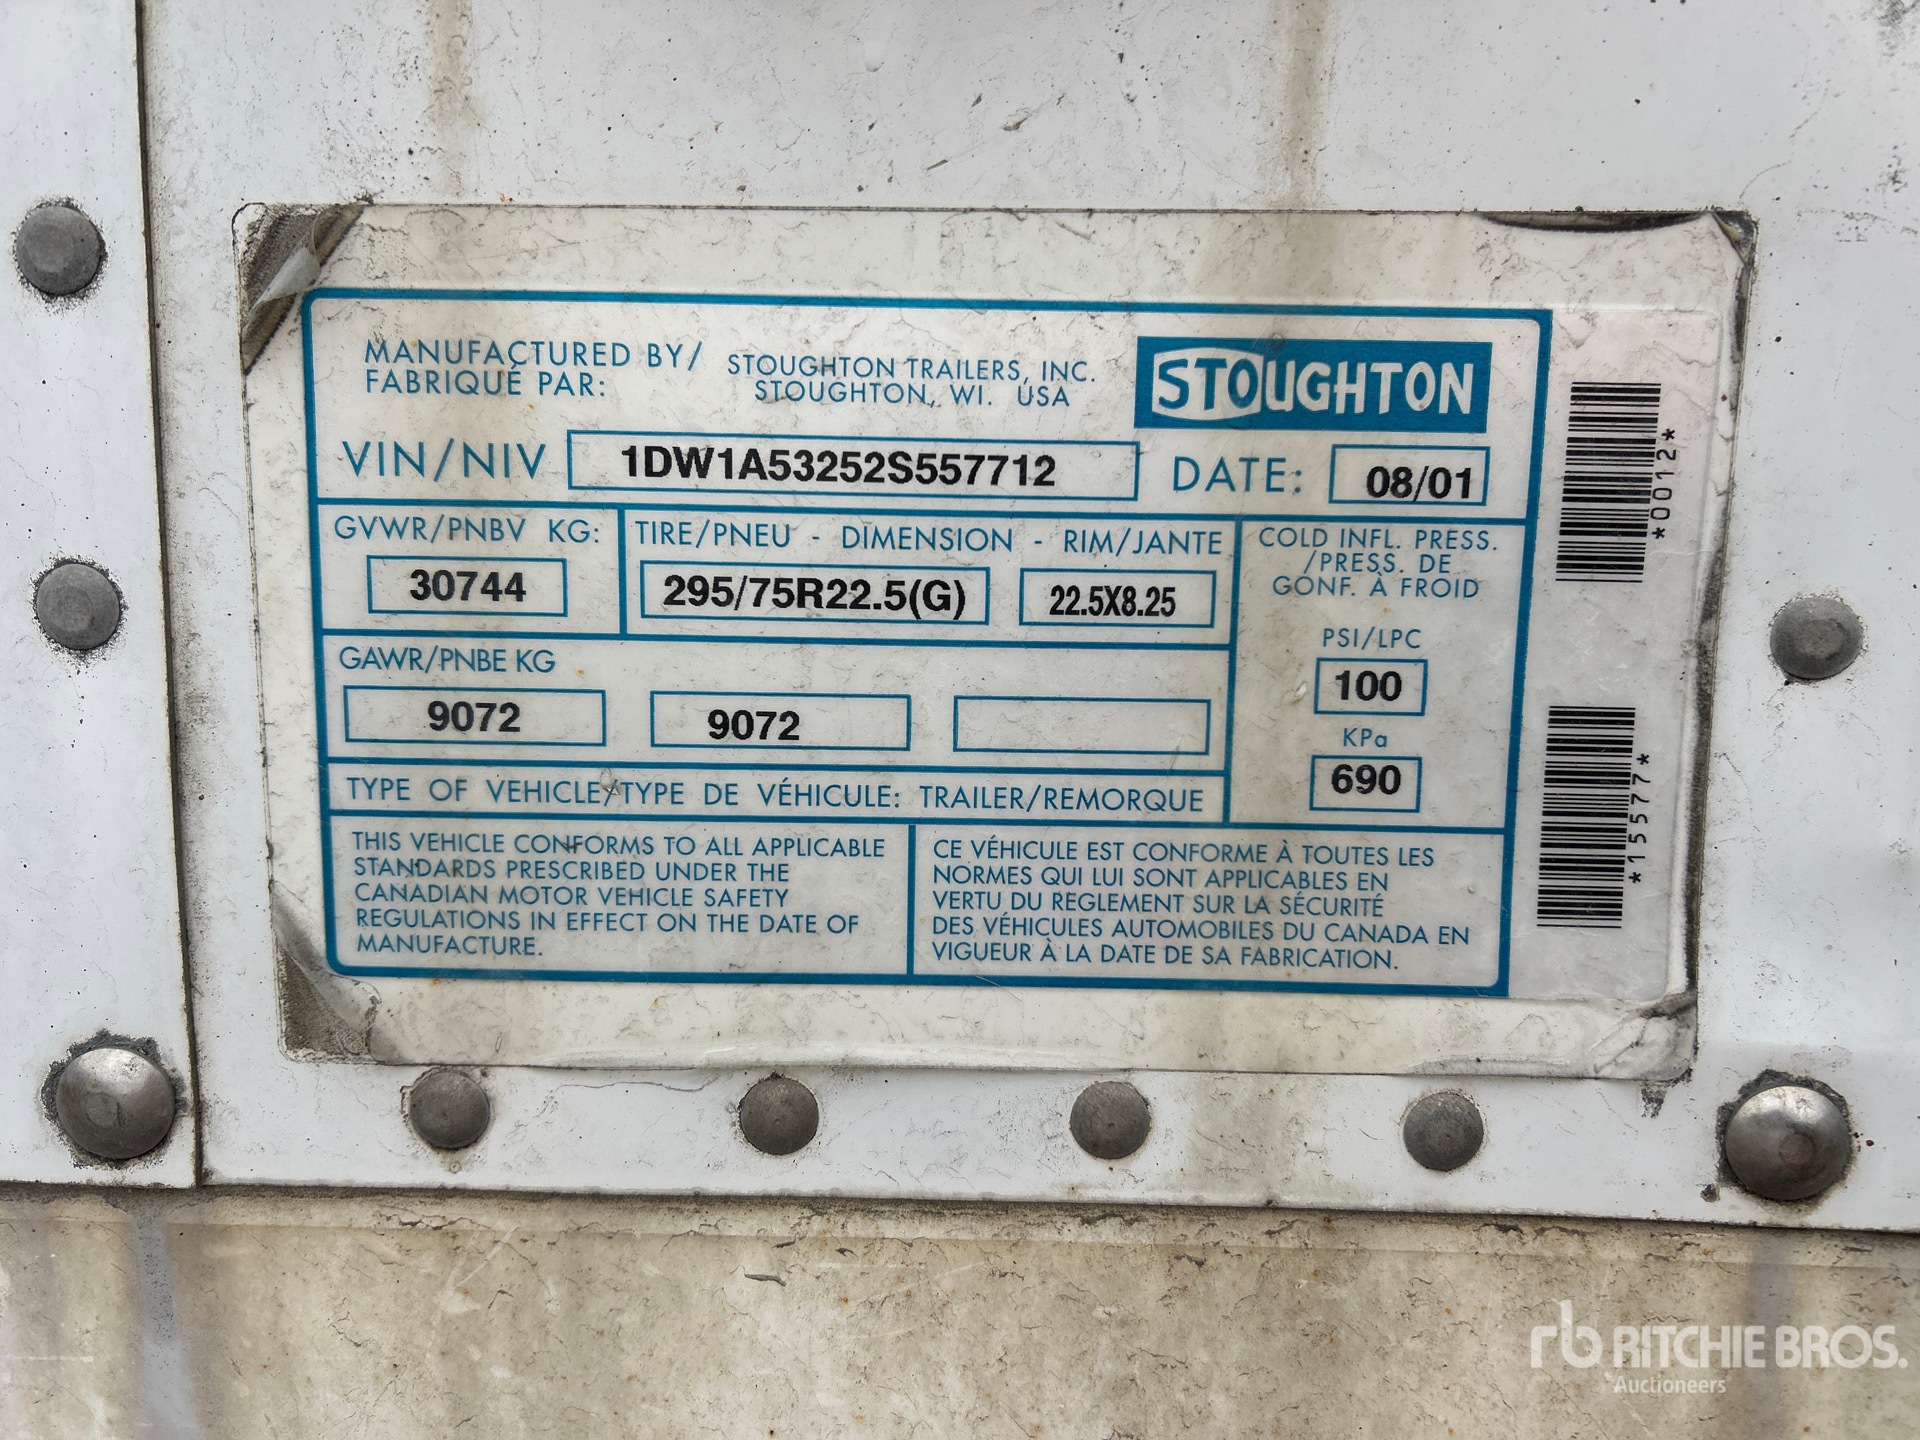 MANUFACTURED BY/
FABRIQUÉ PAR:
STOUGHTON TRAILERS, INC.
STOUGHTON, WI. USA
STOUGHTON
VIN/NIV 1DW1A53252S557712 DATE: 08/01
GVWR/PNBV KG:
30744
TIRE/PNEU - DIMENSION - RIM/JANTE
295/75R22.5(G) 22.5X8.25
COLD INFL. PRESS.
/PRESS. DE
GONF. À FROID
PSI/LPC
100
KPa
690
GAWR/PNBE KG
9072 9072
TYPE OF VEHICLE/TYPE DE VÉHICULE: TRAILER/REMORQUE
THIS VEHICLE CONFORMS TO ALL APPLICABLE
STANDARDS PRESCRIBED UNDER THE
CANADIAN MOTOR VEHICLE SAFETY
REGULATIONS IN EFFECT ON THE DATE OF
MANUFACTURE.
CE VÉHICULE EST CONFORME À TOUTES LES
NORMES QUI LUI SONT APPLICABLES EN
VERTU DU RÈGLEMENT SUR LA SÉCURITÉ
DES VÉHICULES AUTOMOBILES DU CANADA EN
VIGUEUR À LA DATE DE SA FABRICATION.
*0012*
*15577*
rb RITCHIE BROS.
Auctioneers